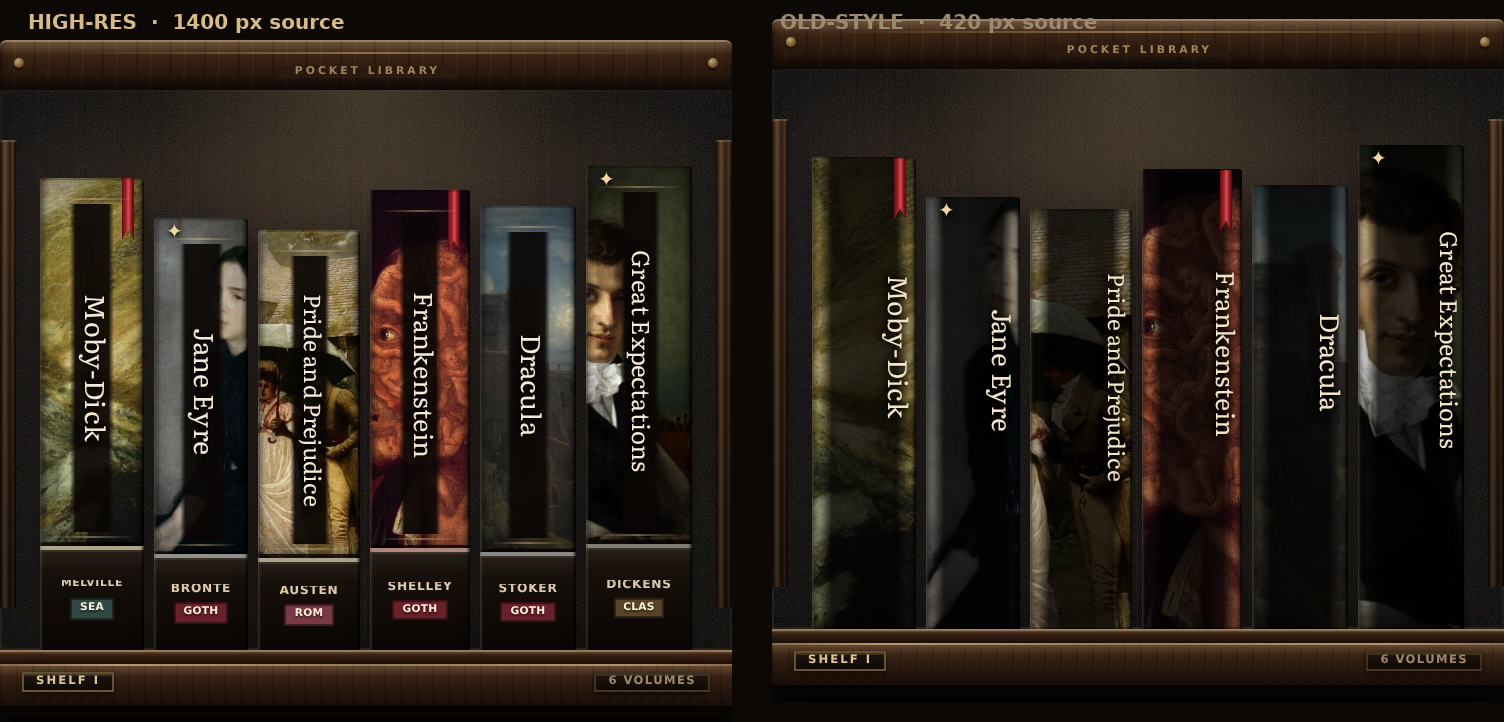 HIGH-RES · 1400 px source
POCKET LIBRARY
Moby-Dick
Jane Eyre
Pride and Prejudice
Frankenstein
Dracula
Great Expectations
MELVILLE
SEA
BRONTE
GOTH
AUSTEN
ROM
SHELLEY
GOTH
STOKER
GOTH
DICKENS
CLAS
SHELF I
6 VOLUMES
OLD-STYLE · 420 px source
POCKET LIBRARY
Moby-Dick
Jane Eyre
Pride and Prejudice
Frankenstein
Dracula
Great Expectations
SHELF I
6 VOLUMES